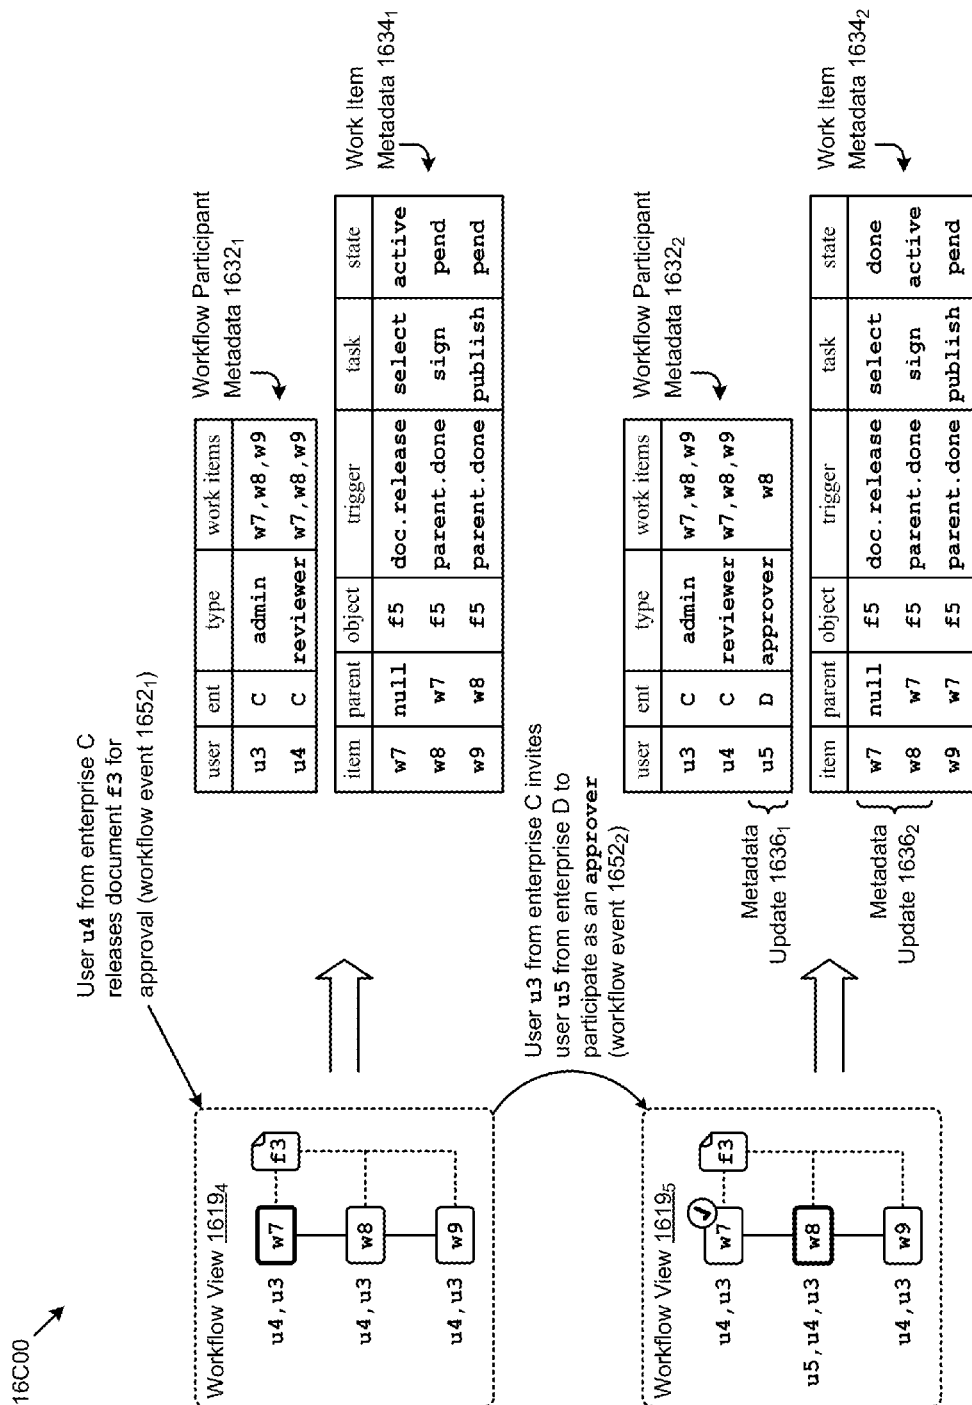 16C00
User u4 from enterprise C
releases document f3 for
approval (workflow event 1652₁)
Workflow View 1619₄
w7
f3
w8
w9
u4,u3
u4,u3
u4,u3
Workflow Participant
Metadata 1632₁
user ent type work items
u3 C admin w7,w8,w9
u4 C reviewer w7,w8,w9
Work Item
Metadata 1634₁
item parent object trigger task state
w7 null f5 doc.release select active
w8 w7 f5 parent.done sign pend
w9 w8 f5 parent.done publish pend
User u3 from enterprise C invites
user u5 from enterprise D to
participate as an approver
(workflow event 1652₂)
Workflow View 1619₅
w7
f3
w8
w9
u4,u3
u5,u4,u3
u4,u3
Workflow Participant
Metadata 1632₂
user ent type work items
u3 C admin w7,w8,w9
u4 C reviewer w7,w8,w9
u5 D approver w8
Metadata
Update 1636₁
Work Item
Metadata 1634₂
item parent object trigger task state
w7 null f5 doc.release select done
w8 w7 f5 parent.done sign active
w9 w7 f5 parent.done publish pend
Metadata
Update 1636₂